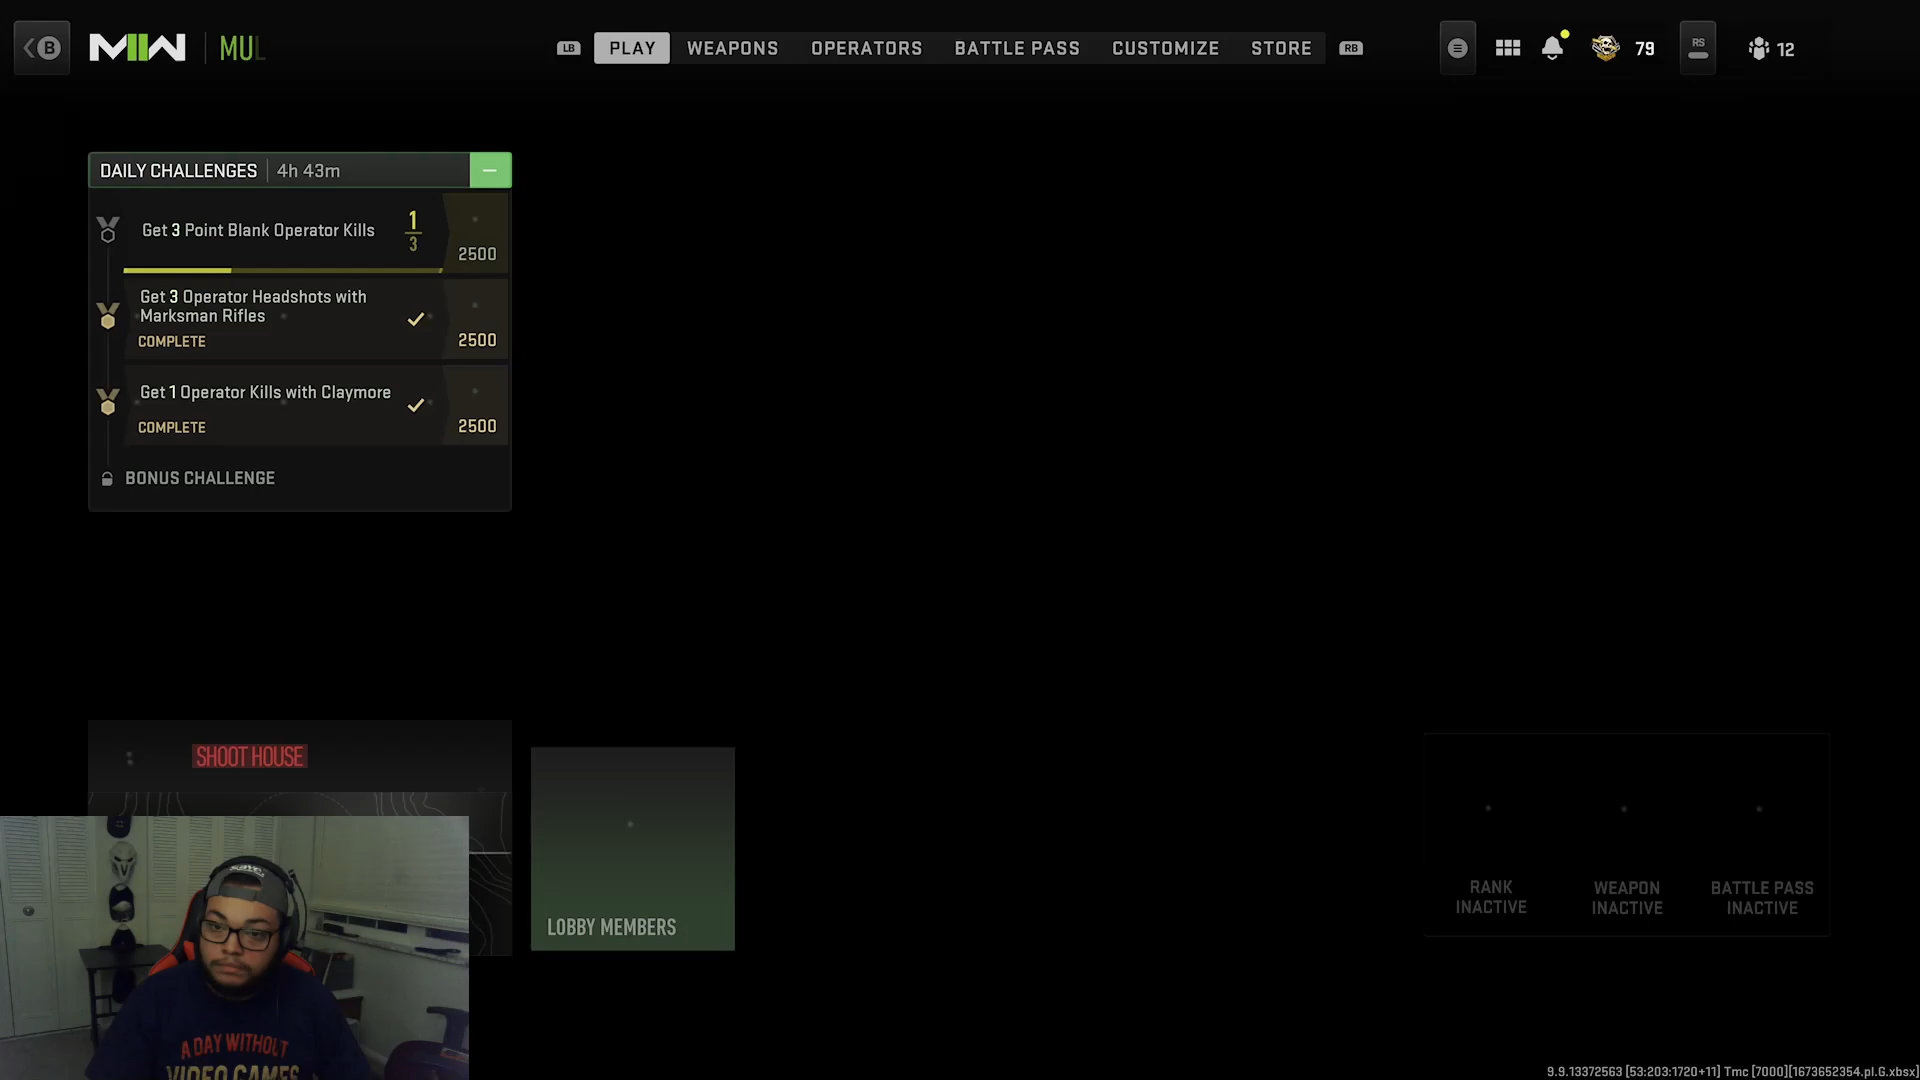 B
MWII | MUL
LB PLAY WEAPONS OPERATORS BATTLE PASS CUSTOMIZE STORE RB
79
RS
12
DAILY CHALLENGES | 4h 43m
Get 3 Point Blank Operator Kills
1
3
2500
Get 3 Operator Headshots with
Marksman Rifles
COMPLETE
2500
Get 1 Operator Kills with Claymore
COMPLETE
2500
BONUS CHALLENGE
SHOOT HOUSE
LOBBY MEMBERS
RANK
INACTIVE
WEAPON
INACTIVE
BATTLE PASS
INACTIVE
A DAY WITHOUT
VIDEO GAMES
9.9.13372563 [53:203:1720+11] Tmc [7000][1673652354.pl.G.xbsx]